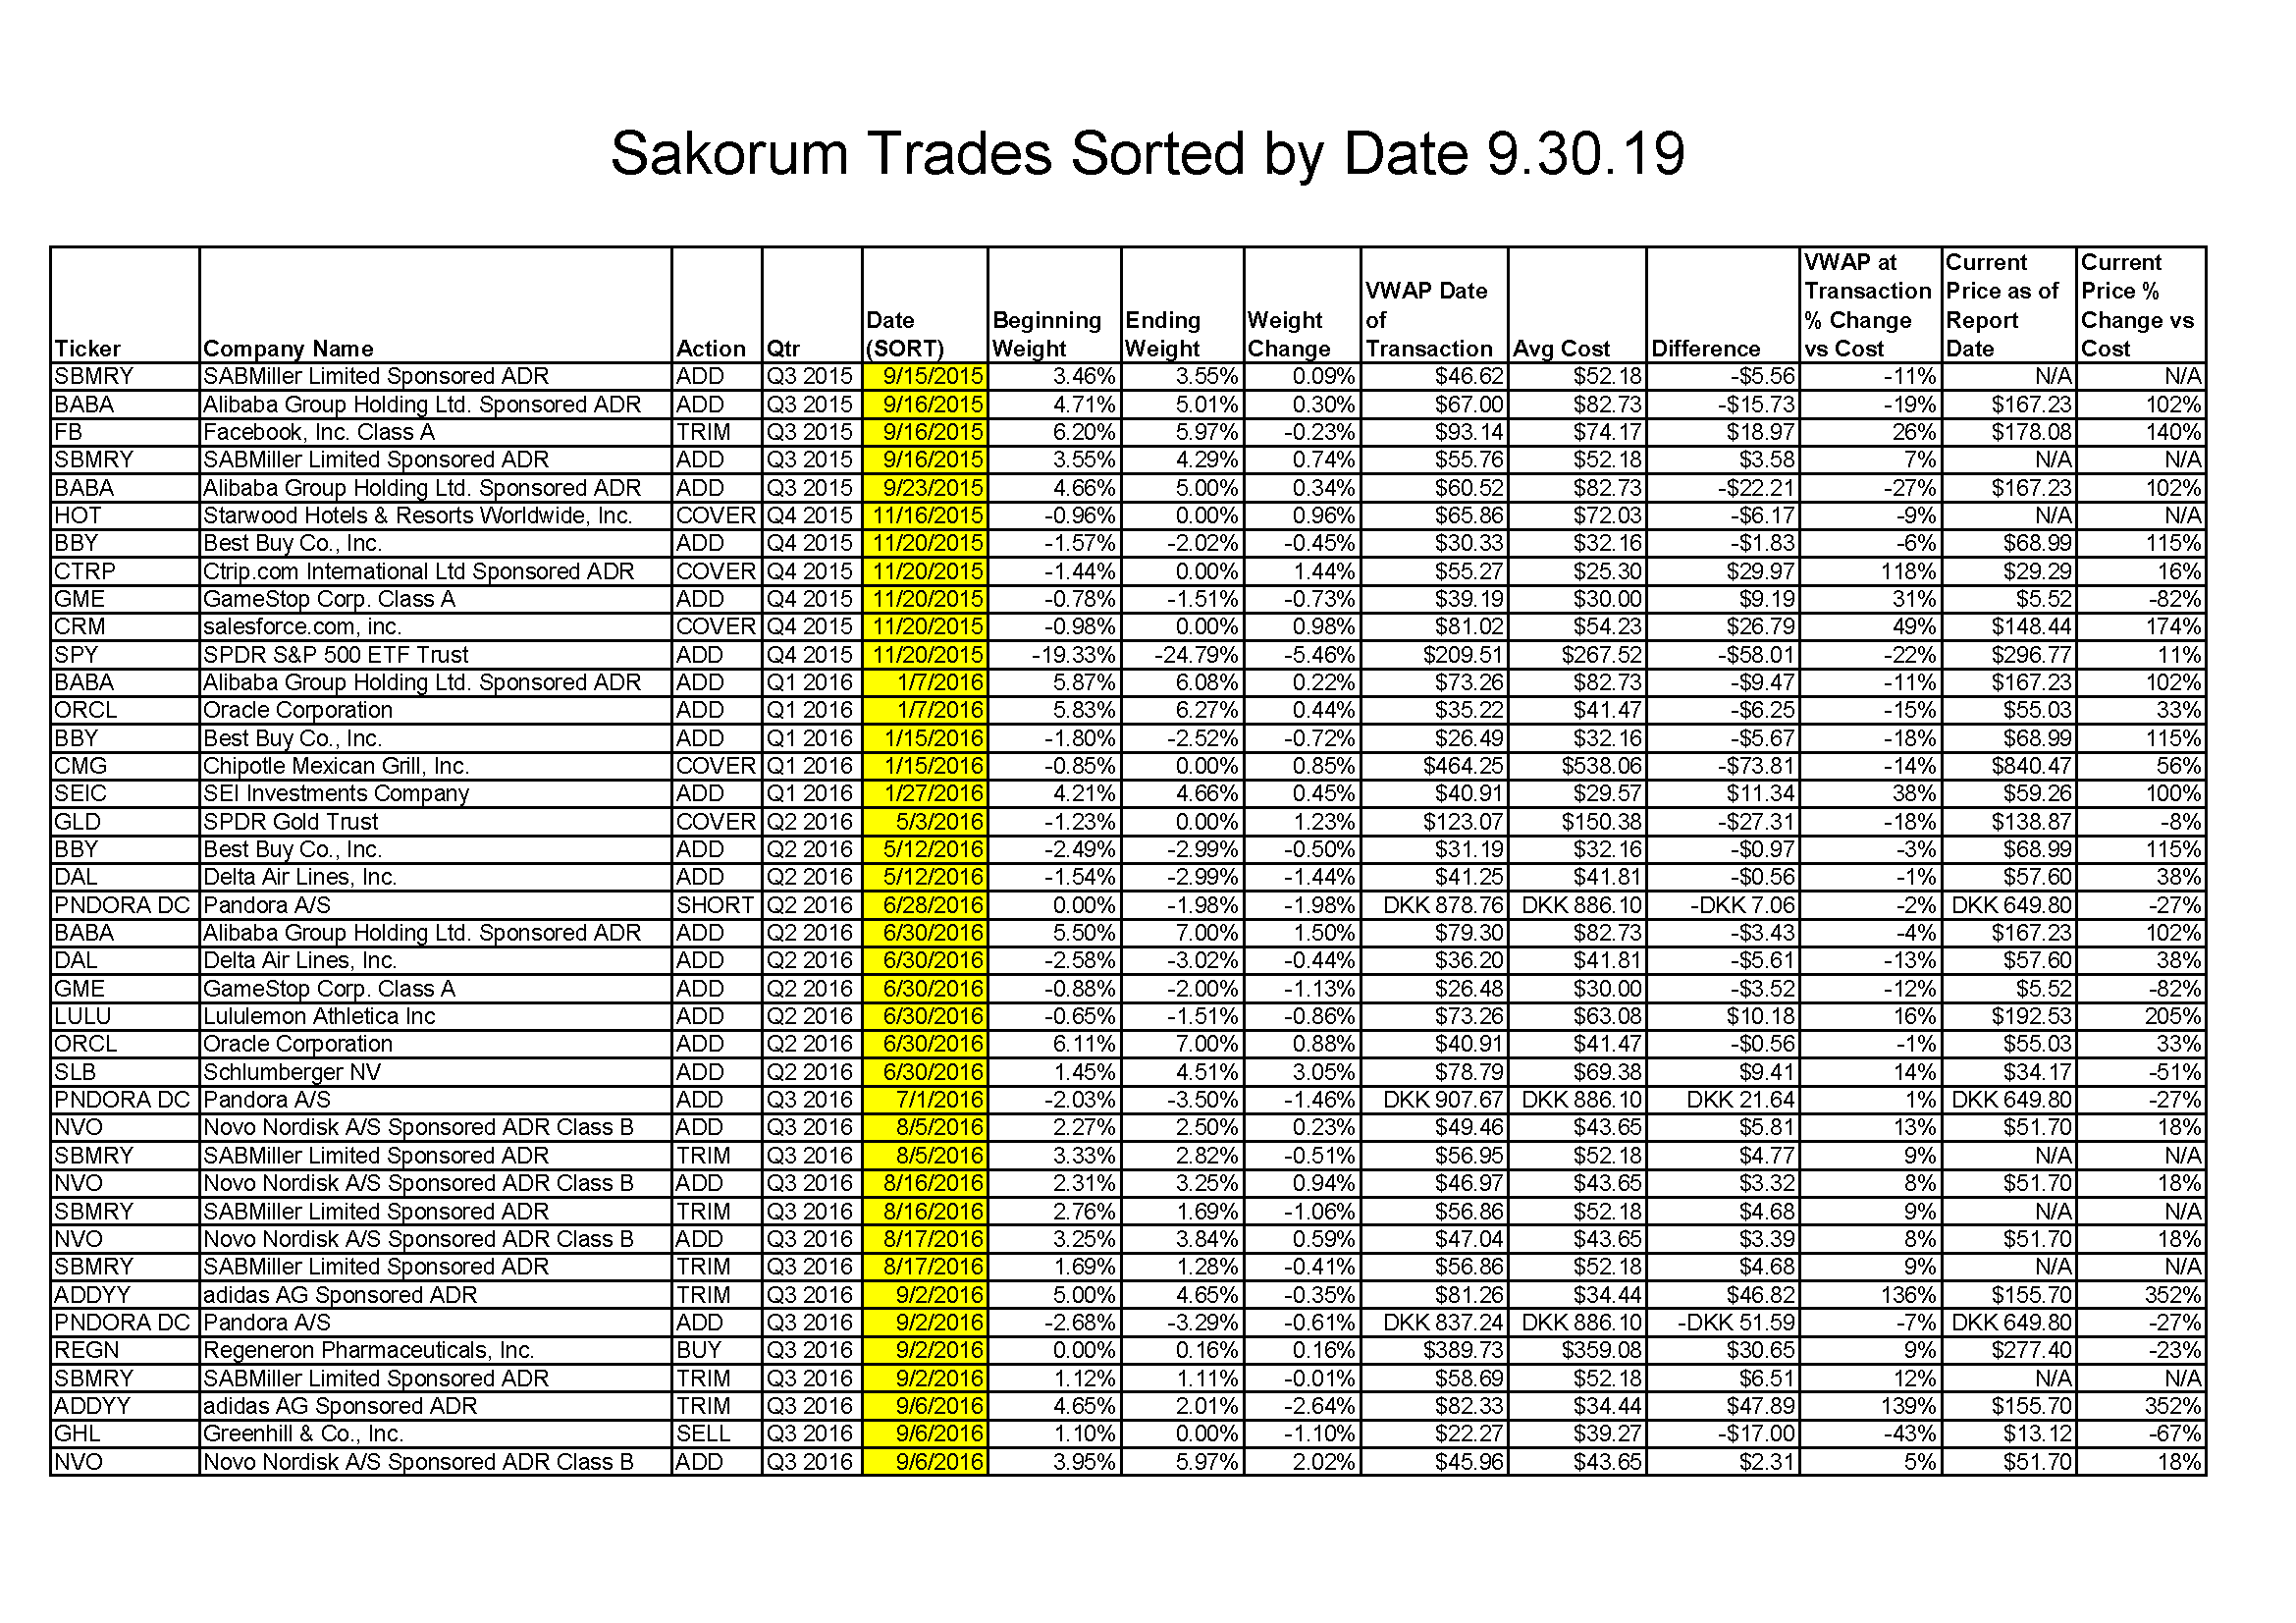 Sakorum Trades Sorted by Date 9.30.19
Ticker Company Name Action Qtr Date (SORT) Beginning Weight Ending Weight Weight Change VWAP Date of Transaction Avg Cost Difference VWAP at Transaction % Change vs Cost Current Price as of Report Date Current Price % Change vs Cost
SBMRY SABMiller Limited Sponsored ADR ADD Q3 2015 9/15/2015 3.46% 3.55% 0.09% $46.62 $52.18 -$5.56 -11% N/A N/A
BABA Alibaba Group Holding Ltd. Sponsored ADR ADD Q3 2015 9/16/2015 4.71% 5.01% 0.30% $67.00 $82.73 -$15.73 -19% $167.23 102%
FB Facebook, Inc. Class A TRIM Q3 2015 9/16/2015 6.20% 5.97% -0.23% $93.14 $74.17 $18.97 26% $178.08 140%
SBMRY SABMiller Limited Sponsored ADR ADD Q3 2015 9/16/2015 3.55% 4.29% 0.74% $55.76 $52.18 $3.58 7% N/A N/A
BABA Alibaba Group Holding Ltd. Sponsored ADR ADD Q3 2015 9/23/2015 4.66% 5.00% 0.34% $60.52 $82.73 -$22.21 -27% $167.23 102%
HOT Starwood Hotels & Resorts Worldwide, Inc. COVER Q4 2015 11/16/2015 -0.96% 0.00% 0.96% $65.86 $72.03 -$6.17 -9% N/A N/A
BBY Best Buy Co., Inc. ADD Q4 2015 11/20/2015 -1.57% -2.02% -0.45% $30.33 $32.16 -$1.83 -6% $68.99 115%
CTRP Ctrip.com International Ltd Sponsored ADR COVER Q4 2015 11/20/2015 -1.44% 0.00% 1.44% $55.27 $25.30 $29.97 118% $29.29 16%
GME GameStop Corp. Class A ADD Q4 2015 11/20/2015 -0.78% -1.51% -0.73% $39.19 $30.00 $9.19 31% $5.52 -82%
CRM salesforce.com, inc. COVER Q4 2015 11/20/2015 -0.98% 0.00% 0.98% $81.02 $54.23 $26.79 49% $148.44 174%
SPY SPDR S&P 500 ETF Trust ADD Q4 2015 11/20/2015 -19.33% -24.79% -5.46% $209.51 $267.52 -$58.01 -22% $296.77 11%
BABA Alibaba Group Holding Ltd. Sponsored ADR ADD Q1 2016 1/7/2016 5.87% 6.08% 0.22% $73.26 $82.73 -$9.47 -11% $167.23 102%
ORCL Oracle Corporation ADD Q1 2016 1/7/2016 5.83% 6.27% 0.44% $35.22 $41.47 -$6.25 -15% $55.03 33%
BBY Best Buy Co., Inc. ADD Q1 2016 1/15/2016 -1.80% -2.52% -0.72% $26.49 $32.16 -$5.67 -18% $68.99 115%
CMG Chipotle Mexican Grill, Inc. COVER Q1 2016 1/15/2016 -0.85% 0.00% 0.85% $464.25 $538.06 -$73.81 -14% $840.47 56%
SEIC SEI Investments Company ADD Q1 2016 1/27/2016 4.21% 4.66% 0.45% $40.91 $29.57 $11.34 38% $59.26 100%
GLD SPDR Gold Trust COVER Q2 2016 5/3/2016 -1.23% 0.00% 1.23% $123.07 $150.38 -$27.31 -18% $138.87 -8%
BBY Best Buy Co., Inc. ADD Q2 2016 5/12/2016 -2.49% -2.99% -0.50% $31.19 $32.16 -$0.97 -3% $68.99 115%
DAL Delta Air Lines, Inc. ADD Q2 2016 5/12/2016 -1.54% -2.99% -1.44% $41.25 $41.81 -$0.56 -1% $57.60 38%
PNDORA DC Pandora A/S SHORT Q2 2016 6/28/2016 0.00% -1.98% -1.98% DKK 878.76 DKK 886.10 -DKK 7.06 -2% DKK 649.80 -27%
BABA Alibaba Group Holding Ltd. Sponsored ADR ADD Q2 2016 6/30/2016 5.50% 7.00% 1.50% $79.30 $82.73 -$3.43 -4% $167.23 102%
DAL Delta Air Lines, Inc. ADD Q2 2016 6/30/2016 -2.58% -3.02% -0.44% $36.20 $41.81 -$5.61 -13% $57.60 38%
GME GameStop Corp. Class A ADD Q2 2016 6/30/2016 -0.88% -2.00% -1.13% $26.48 $30.00 -$3.52 -12% $5.52 -82%
LULU Lululemon Athletica Inc ADD Q2 2016 6/30/2016 -0.65% -1.51% -0.86% $73.26 $63.08 $10.18 16% $192.53 205%
ORCL Oracle Corporation ADD Q2 2016 6/30/2016 6.11% 7.00% 0.88% $40.91 $41.47 -$0.56 -1% $55.03 33%
SLB Schlumberger NV ADD Q2 2016 6/30/2016 1.45% 4.51% 3.05% $78.79 $69.38 $9.41 14% $34.17 -51%
PNDORA DC Pandora A/S ADD Q3 2016 7/1/2016 -2.03% -3.50% -1.46% DKK 907.67 DKK 886.10 DKK 21.64 1% DKK 649.80 -27%
NVO Novo Nordisk A/S Sponsored ADR Class B ADD Q3 2016 8/5/2016 2.27% 2.50% 0.23% $49.46 $43.65 $5.81 13% $51.70 18%
SBMRY SABMiller Limited Sponsored ADR TRIM Q3 2016 8/5/2016 3.33% 2.82% -0.51% $56.95 $52.18 $4.77 9% N/A N/A
NVO Novo Nordisk A/S Sponsored ADR Class B ADD Q3 2016 8/16/2016 2.31% 3.25% 0.94% $46.97 $43.65 $3.32 8% $51.70 18%
SBMRY SABMiller Limited Sponsored ADR TRIM Q3 2016 8/16/2016 2.76% 1.69% -1.06% $56.86 $52.18 $4.68 9% N/A N/A
NVO Novo Nordisk A/S Sponsored ADR Class B ADD Q3 2016 8/17/2016 3.25% 3.84% 0.59% $47.04 $43.65 $3.39 8% $51.70 18%
SBMRY SABMiller Limited Sponsored ADR TRIM Q3 2016 8/17/2016 1.69% 1.28% -0.41% $56.86 $52.18 $4.68 9% N/A N/A
ADDYY adidas AG Sponsored ADR TRIM Q3 2016 9/2/2016 5.00% 4.65% -0.35% $81.26 $34.44 $46.82 136% $155.70 352%
PNDORA DC Pandora A/S ADD Q3 2016 9/2/2016 -2.68% -3.29% -0.61% DKK 837.24 DKK 886.10 -DKK 51.59 -7% DKK 649.80 -27%
REGN Regeneron Pharmaceuticals, Inc. BUY Q3 2016 9/2/2016 0.00% 0.16% 0.16% $389.73 $359.08 $30.65 9% $277.40 -23%
SBMRY SABMiller Limited Sponsored ADR TRIM Q3 2016 9/2/2016 1.12% 1.11% -0.01% $58.69 $52.18 $6.51 12% N/A N/A
ADDYY adidas AG Sponsored ADR TRIM Q3 2016 9/6/2016 4.65% 2.01% -2.64% $82.33 $34.44 $47.89 139% $155.70 352%
GHL Greenhill & Co., Inc. SELL Q3 2016 9/6/2016 1.10% 0.00% -1.10% $22.27 $39.27 -$17.00 -43% $13.12 -67%
NVO Novo Nordisk A/S Sponsored ADR Class B ADD Q3 2016 9/6/2016 3.95% 5.97% 2.02% $45.96 $43.65 $2.31 5% $51.70 18%